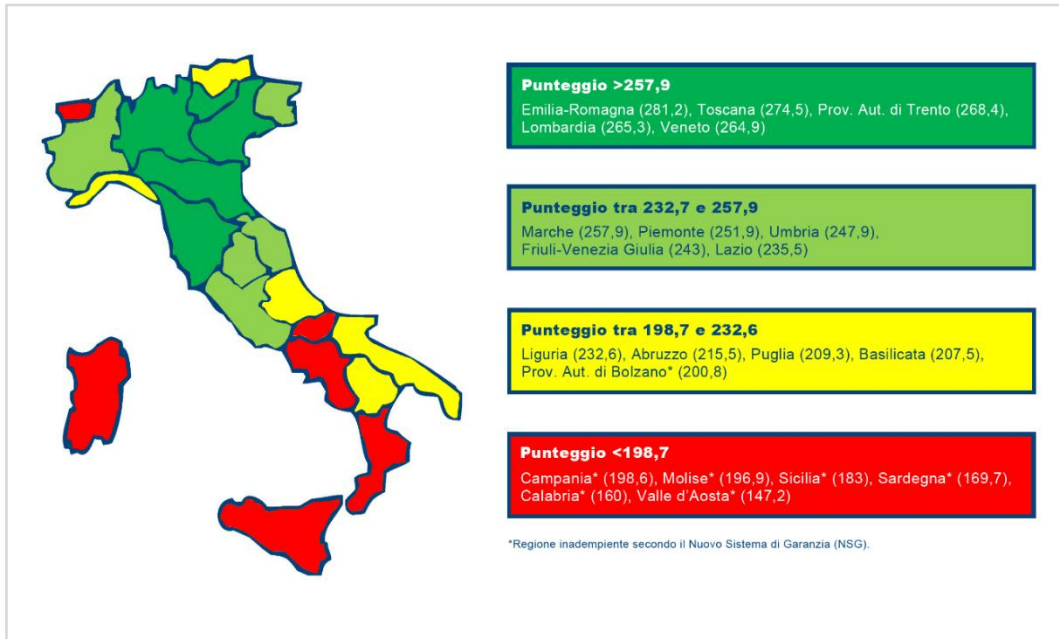 Punteggio >257,9
Emilia-Romagna (281,2), Toscana (274,5), Prov. Aut. di Trento (268,4),
Lombardia (265,3), Veneto (264,9)
Punteggio tra 232,7 e 257,9
Marche (257,9), Piemonte (251,9), Umbria (247,9),
Friuli-Venezia Giulia (243), Lazio (235,5)
Punteggio tra 198,7 e 232,6
Liguria (232,6), Abruzzo (215,5), Puglia (209,3), Basilicata (207,5),
Prov. Aut. di Bolzano* (200,8)
Punteggio <198,7
Campania* (198,6), Molise* (196,9), Sicilia* (183), Sardegna* (169,7),
Calabria* (160), Valle d’Aosta* (147,2)
*Regione inadempiente secondo il Nuovo Sistema di Garanzia (NSG).